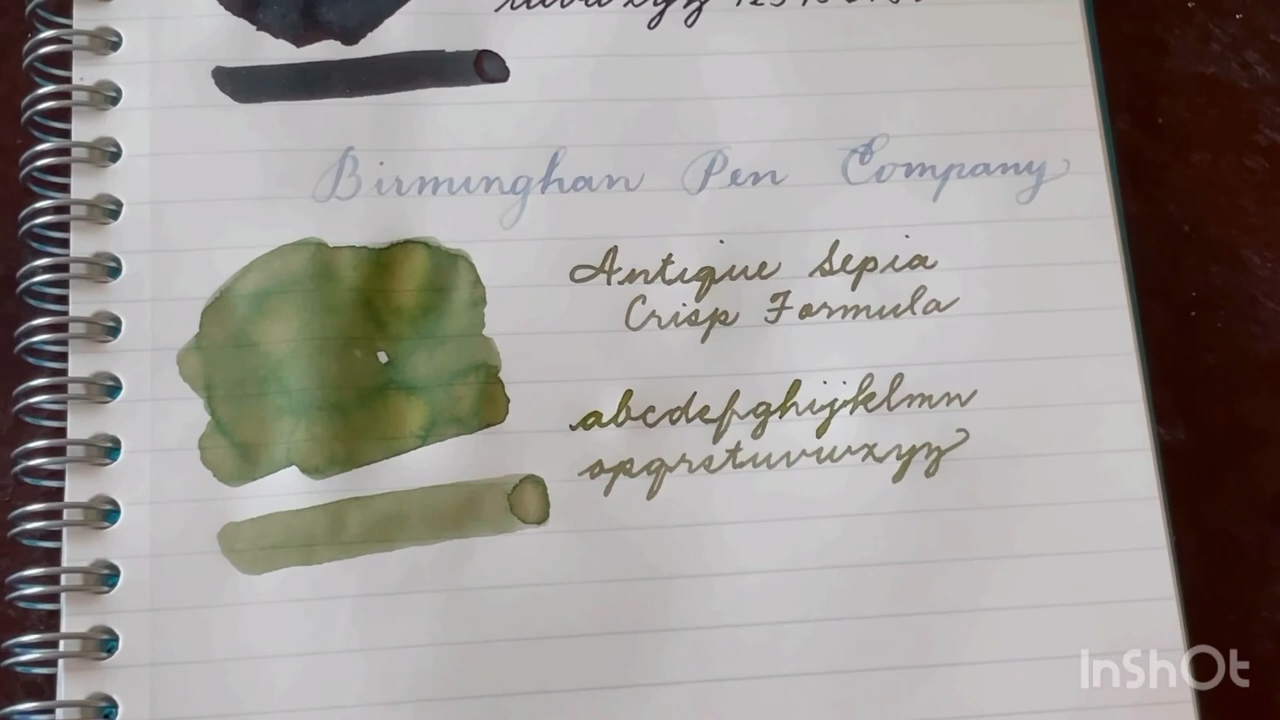 Birminghan Pen Company
Antique Sepia
Crisp Formula
abcdefghijklmn
opqrstuvwxyz
InShOt